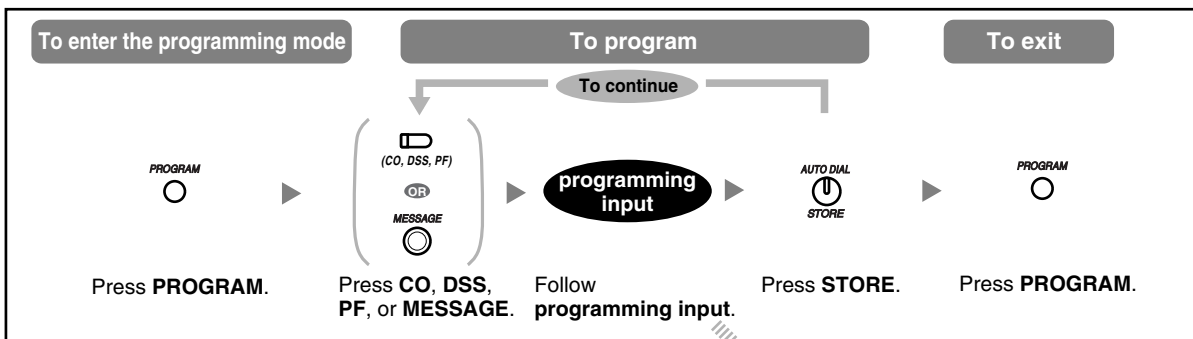 To enter the programming mode
To program
To exit
To continue
PROGRAM
(CO, DSS, PF)
OR
MESSAGE
programming
input
AUTO DIAL
STORE
PROGRAM
Press PROGRAM.
Press CO, DSS,
PF, or MESSAGE.
Follow
programming input.
Press STORE.
Press PROGRAM.